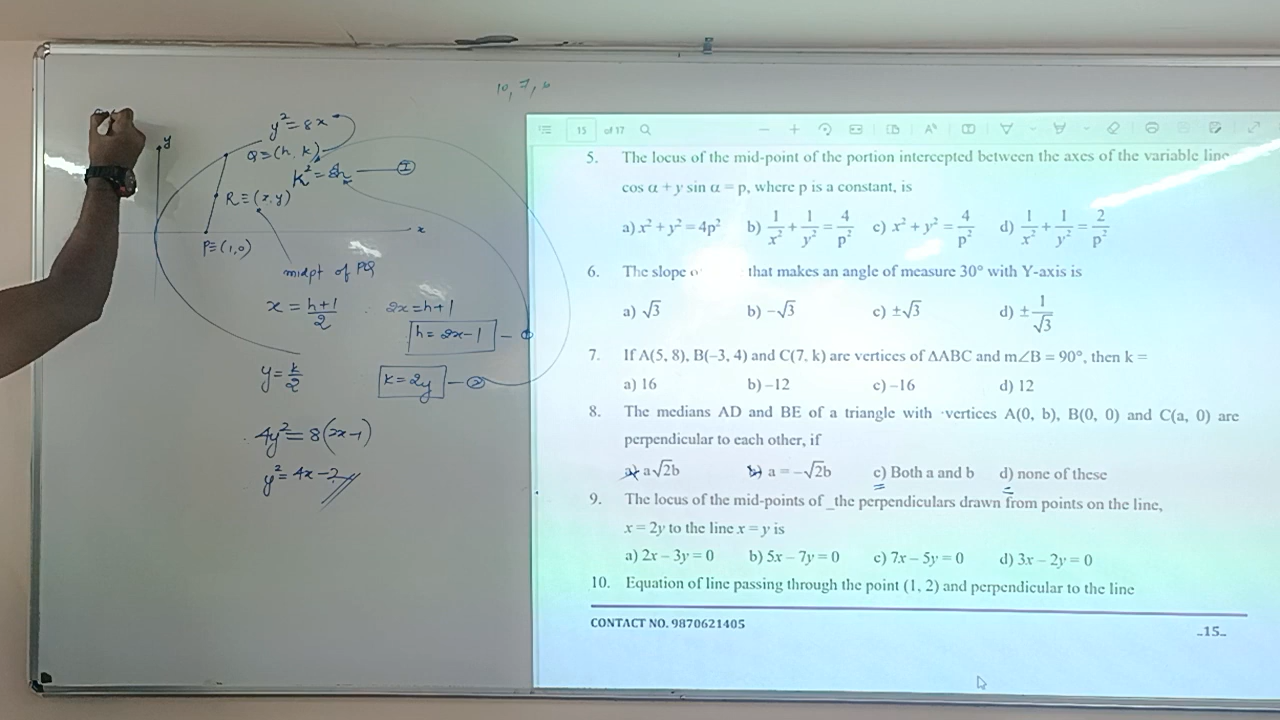 10, 7, 6
y² = 8x
Q≡(h, k)
k² = 8h — I
R≡(x, y)
y
x
P≡(1,0)
midpt of PQ
x = h+1/2 2x = h+1
h = 2x-1 — 1
y = k/2 k = 2y — 2
4y² = 8(2x-1)
y² = 4x-2
15 of 17
5. The locus of the mid-point of the portion intercepted between the axes of the variable line
cos α + y sin α = p, where p is a constant, is
a) x² + y² = 4p² b) 1/x² + 1/y² = 4/p² c) x² + y² = 4/p² d) 1/x² + 1/y² = 2/p²
6. The slope that makes an angle of measure 30° with Y-axis is
a) √3 b) –√3 c) ±√3 d) ± 1/√3
7. If A(5, 8), B(–3, 4) and C(7, k) are vertices of ΔABC and m∠B = 90°, then k =
a) 16 b) –12 c) –16 d) 12
8. The medians AD and BE of a triangle with vertices A(0, b), B(0, 0) and C(a, 0) are
perpendicular to each other, if
a) a√2b b) a = –√2b c) Both a and b d) none of these
9. The locus of the mid-points of _the perpendiculars drawn from points on the line,
x = 2y to the line x = y is
a) 2x – 3y = 0 b) 5x – 7y = 0 c) 7x – 5y = 0 d) 3x – 2y = 0
10. Equation of line passing through the point (1, 2) and perpendicular to the line
CONTACT NO. 9870621405
-15-